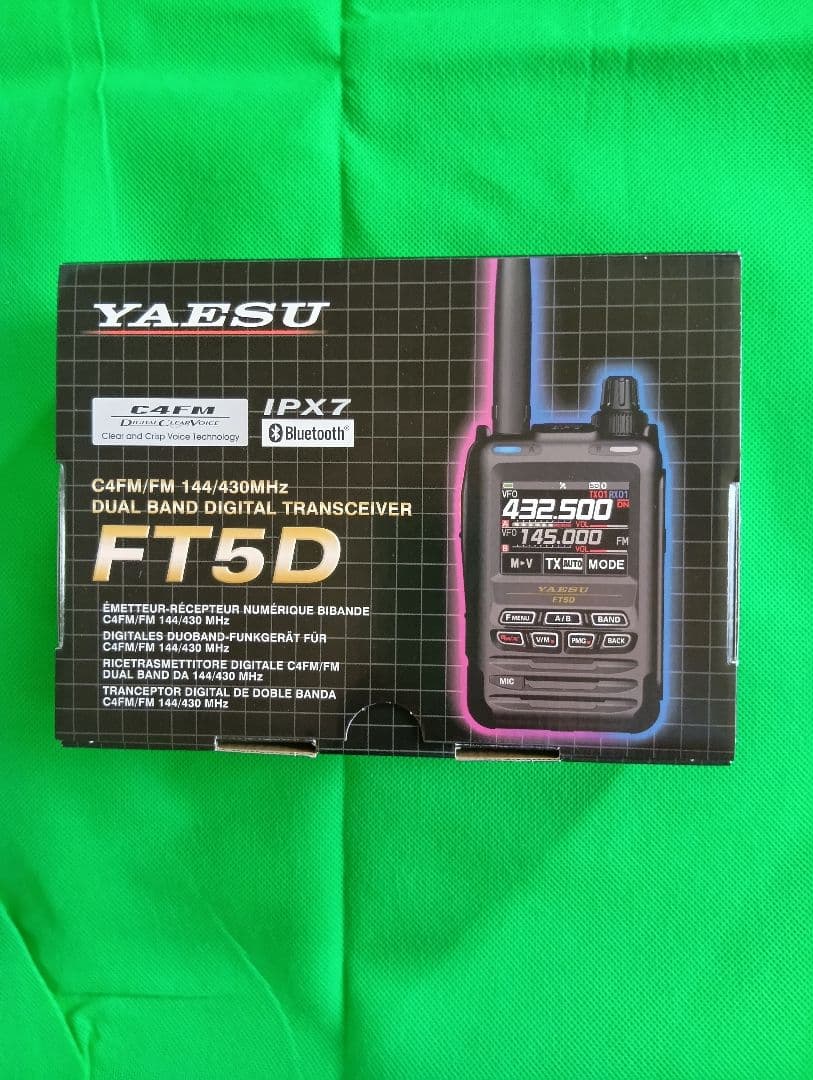 YAESU
C4FM
DIGITAL CLEAR VOICE
Clear and Crisp Voice Technology
IPX7
Bluetooth®
C4FM/FM 144/430MHz
DUAL BAND DIGITAL TRANSCEIVER
FT5D
ÉMETTEUR-RÉCEPTEUR NUMÉRIQUE BIBANDE
C4FM/FM 144/430 MHz
DIGITALES DUOBAND-FUNKGERÄT FÜR
C4FM/FM 144/430 MHz
RICETRASMETTITORE DIGITALE C4FM/FM
DUAL BAND DA 144/430 MHz
TRANCEPTOR DIGITAL DE DOBLE BANDA
C4FM/FM 144/430 MHz
A B
VFO TX01 RX01
432.500 DN
A VOL
VFO 145.000 FM
B VOL
M▸V TX AUTO MODE
YAESU
FT5D
F MENU A/B BAND
V/M PMG BACK
MIC